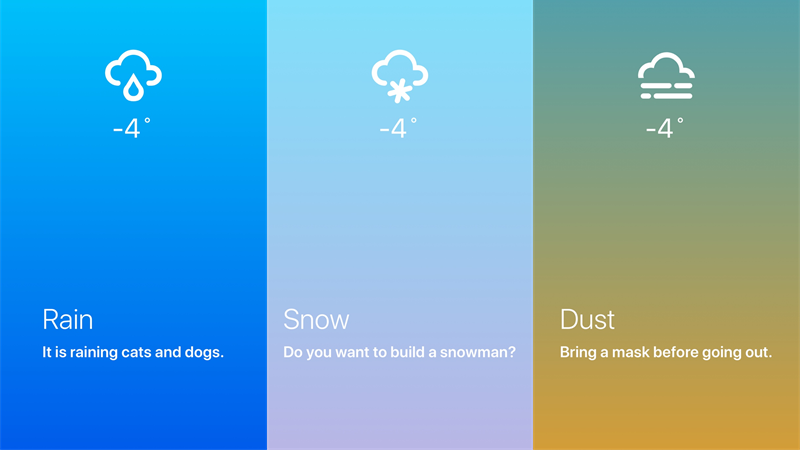 -4°
Rain
It is raining cats and dogs.
-4°
Snow
Do you want to build a snowman?
-4°
Dust
Bring a mask before going out.